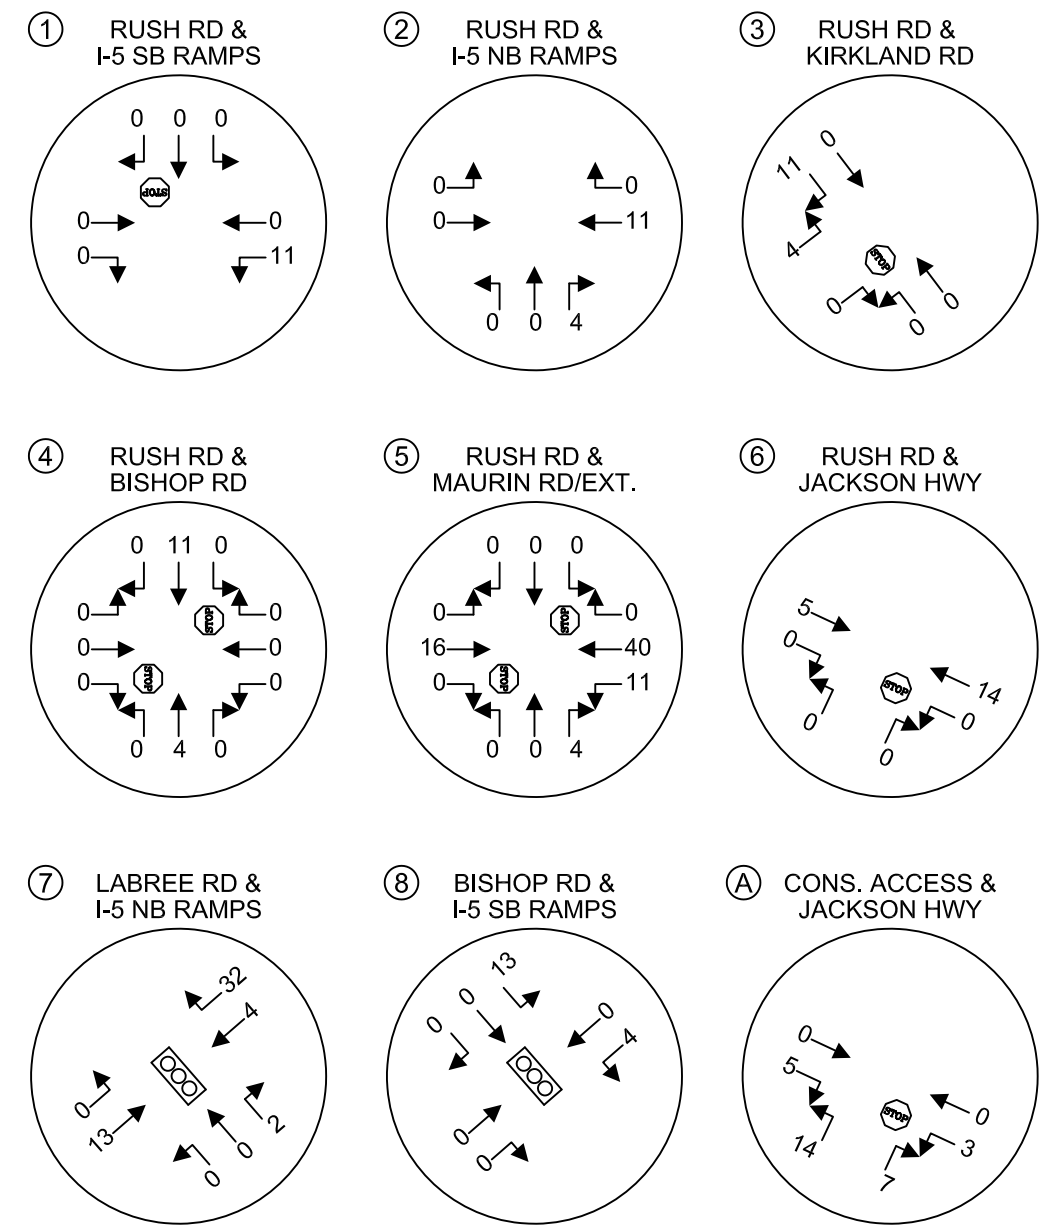 1 RUSH RD & I-5 SB RAMPS
0 0 0
STOP
0 0
0 11
2 RUSH RD & I-5 NB RAMPS
0 0
0 11
0 0 4
3 RUSH RD & KIRKLAND RD
0
11
4
STOP
0 0 0
4 RUSH RD & BISHOP RD
0 11 0
0 0
STOP
0 0
STOP
0 0
0 4 0
5 RUSH RD & MAURIN RD/EXT.
0 0 0
0 0
STOP
16 40
STOP
0 11
0 0 4
6 RUSH RD & JACKSON HWY
5
0
STOP
14
0 0
0
7 LABREE RD & I-5 NB RAMPS
32
4
0
13
2
0
0
8 BISHOP RD & I-5 SB RAMPS
13
0 0
0 4
0
0
A CONS. ACCESS & JACKSON HWY
0
5
STOP
0
14 3
7